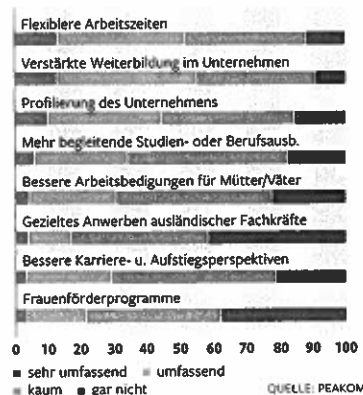 Flexiblere Arbeitszeiten
Verstärkte Weiterbildung im Unternehmen
Profilierung des Unternehmens
Mehr begleitende Studien- oder Berufsausb.
Bessere Arbeitsbedigungen für Mütter/Väter
Gezieltes Anwerben ausländischer Fachkräfte
Bessere Karriere- u. Aufstiegsperspektiven
Frauenförderprogramme
0 10 20 30 40 50 60 70 80 90 100
sehr umfassend umfassend
kaum gar nicht QUELLE: PEAKOM